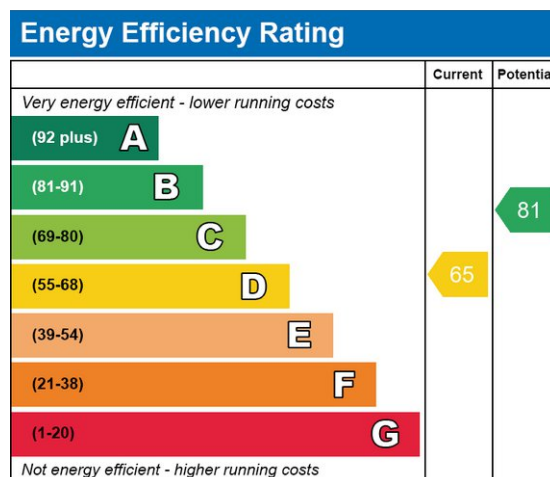 Energy Efficiency Rating
Current Potentia
Very energy efficient - lower running costs
(92 plus) A
(81-91) B
81
(69-80) C
(55-68) D
65
(39-54) E
(21-38) F
(1-20) G
Not energy efficient - higher running costs